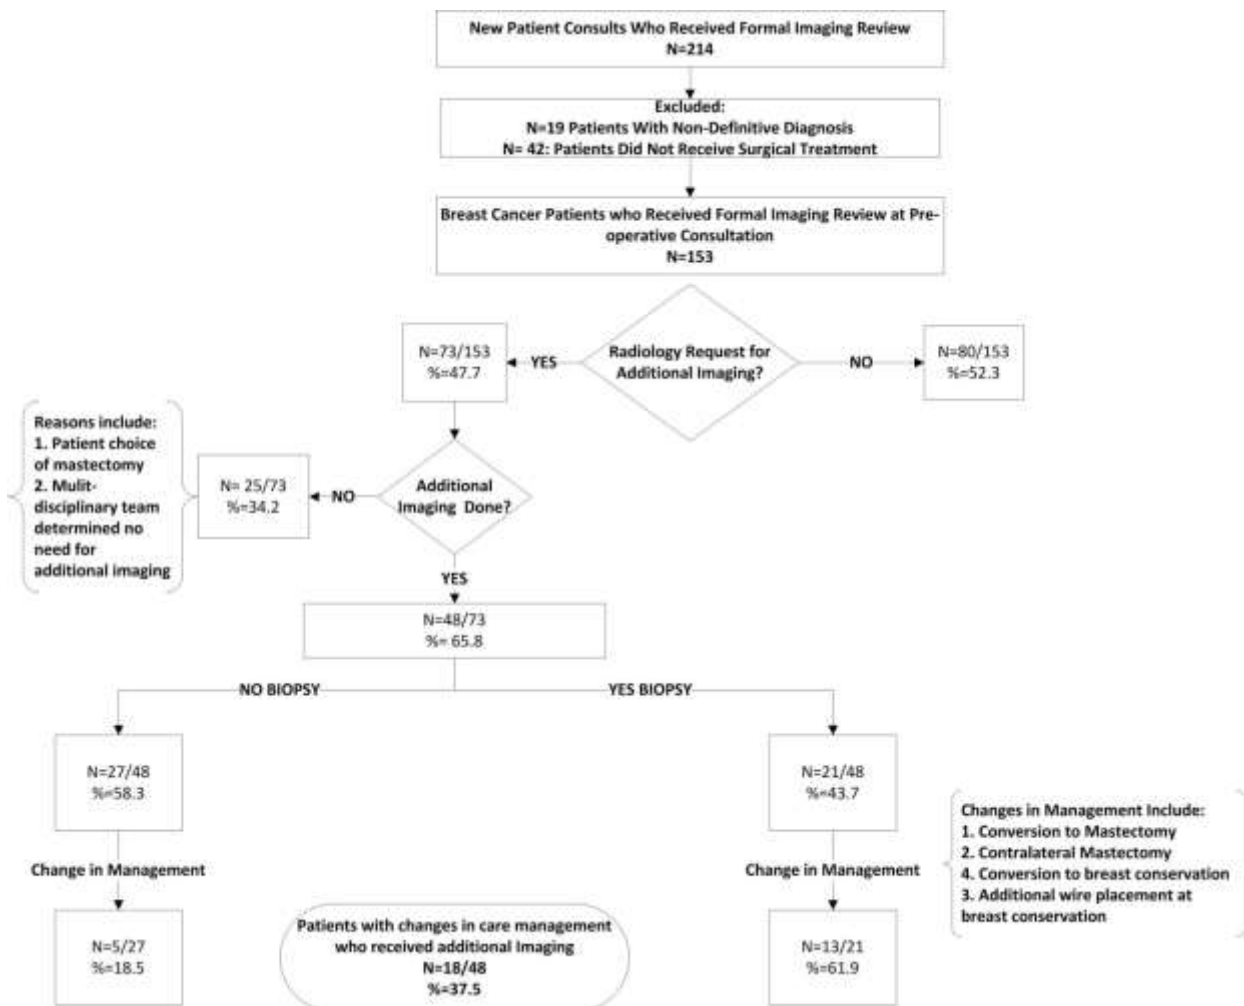 New Patient Consults Who Received Formal Imaging Review
N=214
Excluded:
N=19 Patients With Non-Definitive Diagnosis
N= 42: Patients Did Not Receive Surgical Treatment
Breast Cancer Patients who Received Formal Imaging Review at Pre-
operative Consultation
N=153
Radiology Request for
Additional Imaging?
YES
N=73/153
%=47.7
NO
N=80/153
%=52.3
Additional
Imaging Done?
NO
N= 25/73
%=34.2
Reasons include:
1. Patient choice
of mastectomy
2. Mulit-
disciplinary team
determined no
need for
additional imaging
YES
N=48/73
%= 65.8
NO BIOPSY
YES BIOPSY
N=27/48
%=58.3
N=21/48
%=43.7
Change in Management
Change in Management
Changes in Management Include:
1. Conversion to Mastectomy
2. Contralateral Mastectomy
4. Conversion to breast conservation
3. Additional wire placement at
breast conservation
N=5/27
%=18.5
Patients with changes in care management
who received additional Imaging
N=18/48
%=37.5
N=13/21
%=61.9